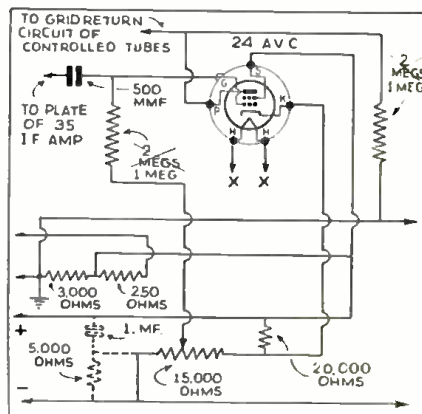 TO GRID RETURN
CIRCUIT OF
CONTROLLED TUBES
24 AVC
2
MEGS
1 MEG
500
MMF
TO PLATE
OF 35
I F AMP
G
S
P
K
H
H
X
X
2
MEGS
1 MEG
3,000
OHMS
250
OHMS
+
1. MF.
5,000
OHMS
15,000
OHMS
20,000
OHMS
-